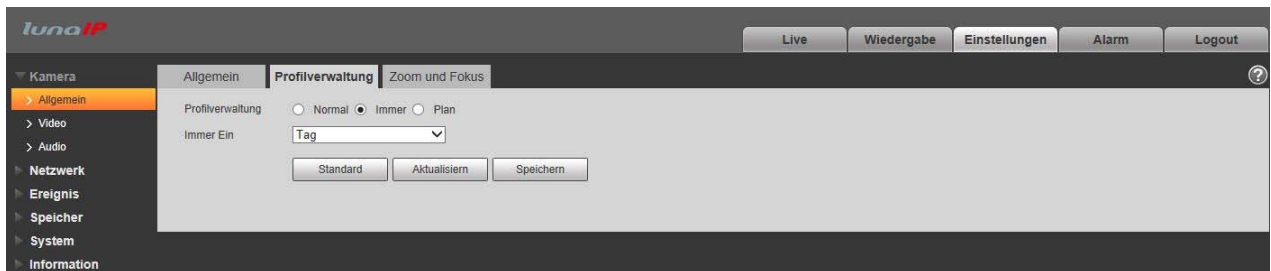 lunaIP
Live Wiedergabe Einstellungen Alarm Logout
Kamera
Allgemein
Video
Audio
Netzwerk
Ereignis
Speicher
System
Information
Allgemein Profilverwaltung Zoom und Fokus ?
Profilverwaltung Normal Immer Plan
Immer Ein Tag
Standard Aktualisiern Speichern